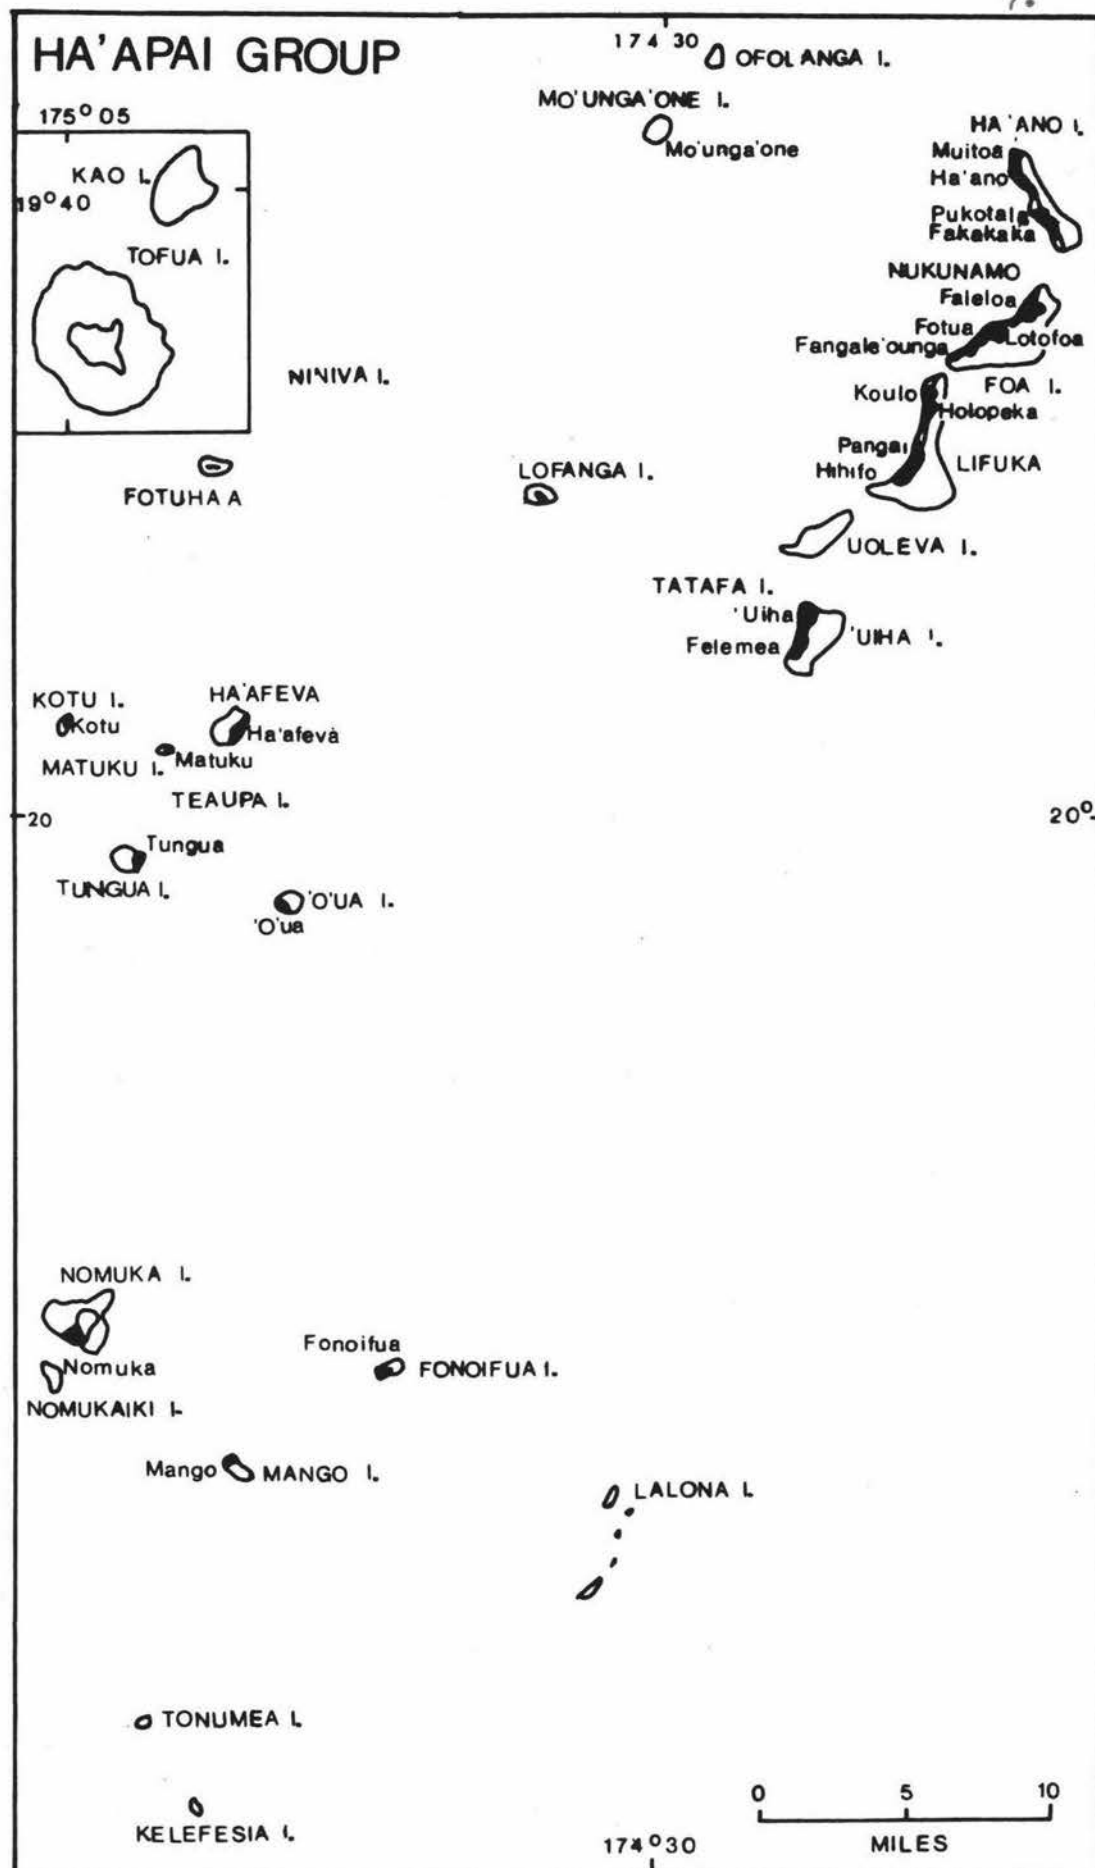 HA'APAI GROUP
174 30
OFOLANGA I.
MO'UNGA'ONE I.
Mo'unga'one
175° 05
KAO I.
19°40
TOFUA I.
HA'ANO I.
Muitoa
Ha'ano
Pukotala
Fakakaka
NUKUNAMO
Faleloa
Fotua
Lotofoa
Fangale'ounga
NINIVA I.
FOA I.
Koulo
Holopeka
Pangai
Hihifo
LIFUKA
FOTUHA A
LOFANGA I.
UOLEVA I.
TATAFA I.
'Uiha
'UIHA I.
Felemea
KOTU I.
Kotu
HA'AFEVA
Ha'afeva
MATUKU I.
Matuku
TEAUPA I.
20
20°
Tungua
TUNGUA I.
'O'UA I.
'O'ua
NOMUKA I.
Nomuka
NOMUKAIKI I.
Fonoifua
FONOIFUA I.
Mango
MANGO I.
LALONA I.
TONUMEA I.
KELEFESIA I.
0 5 10
MILES
174°30